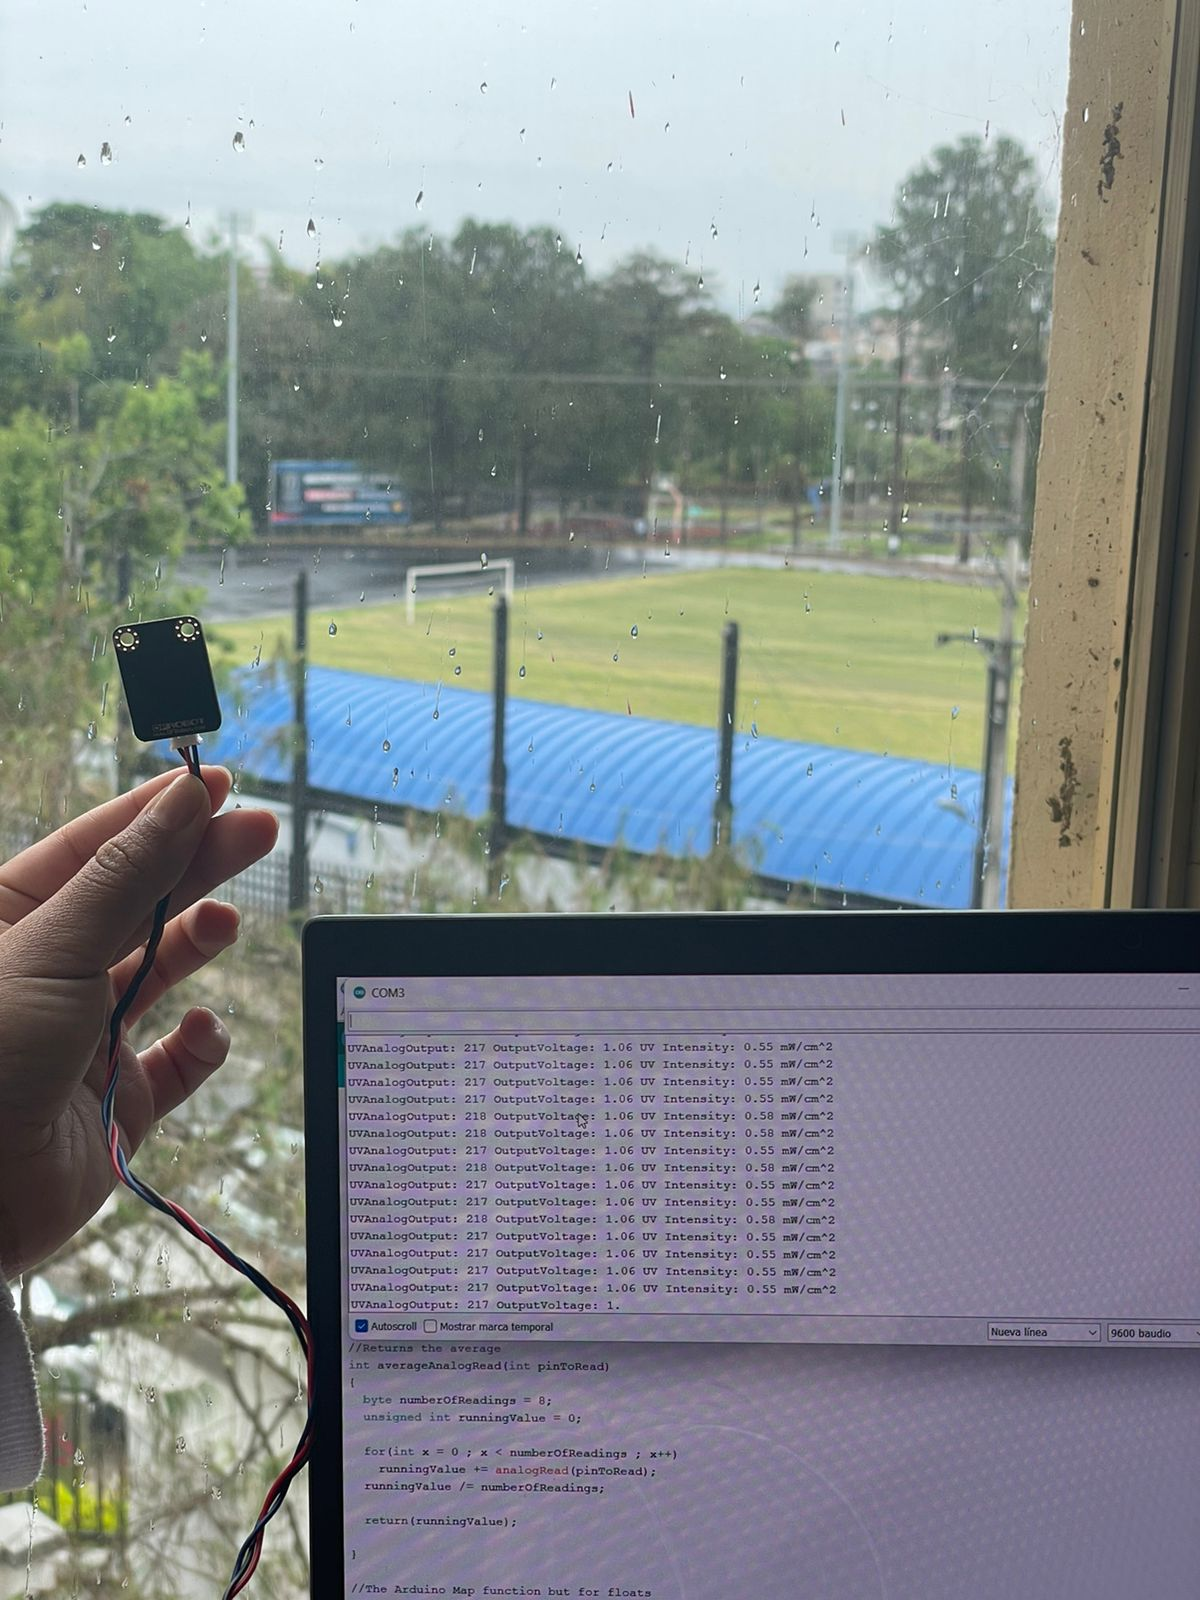 DFROBOT
COM3
UVAnalogOutput: 217 OutputVoltage: 1.06 UV Intensity: 0.55 mW/cm^2
UVAnalogOutput: 217 OutputVoltage: 1.06 UV Intensity: 0.55 mW/cm^2
UVAnalogOutput: 217 OutputVoltage: 1.06 UV Intensity: 0.55 mW/cm^2
UVAnalogOutput: 217 OutputVoltage: 1.06 UV Intensity: 0.55 mW/cm^2
UVAnalogOutput: 218 OutputVoltage: 1.06 UV Intensity: 0.58 mW/cm^2
UVAnalogOutput: 218 OutputVoltage: 1.06 UV Intensity: 0.58 mW/cm^2
UVAnalogOutput: 217 OutputVoltage: 1.06 UV Intensity: 0.55 mW/cm^2
UVAnalogOutput: 218 OutputVoltage: 1.06 UV Intensity: 0.58 mW/cm^2
UVAnalogOutput: 217 OutputVoltage: 1.06 UV Intensity: 0.55 mW/cm^2
UVAnalogOutput: 217 OutputVoltage: 1.06 UV Intensity: 0.55 mW/cm^2
UVAnalogOutput: 218 OutputVoltage: 1.06 UV Intensity: 0.58 mW/cm^2
UVAnalogOutput: 217 OutputVoltage: 1.06 UV Intensity: 0.55 mW/cm^2
UVAnalogOutput: 217 OutputVoltage: 1.06 UV Intensity: 0.55 mW/cm^2
UVAnalogOutput: 217 OutputVoltage: 1.06 UV Intensity: 0.55 mW/cm^2
UVAnalogOutput: 217 OutputVoltage: 1.06 UV Intensity: 0.55 mW/cm^2
UVAnalogOutput: 217 OutputVoltage: 1.
Autoscroll Mostrar marca temporal Nueva línea 9600 baudio
//Returns the average
int averageAnalogRead(int pinToRead)
{
byte numberOfReadings = 8;
unsigned int runningValue = 0;
for(int x = 0 ; x < numberOfReadings ; x++)
runningValue += analogRead(pinToRead);
runningValue /= numberOfReadings;
return(runningValue);
}
//The Arduino Map function but for floats